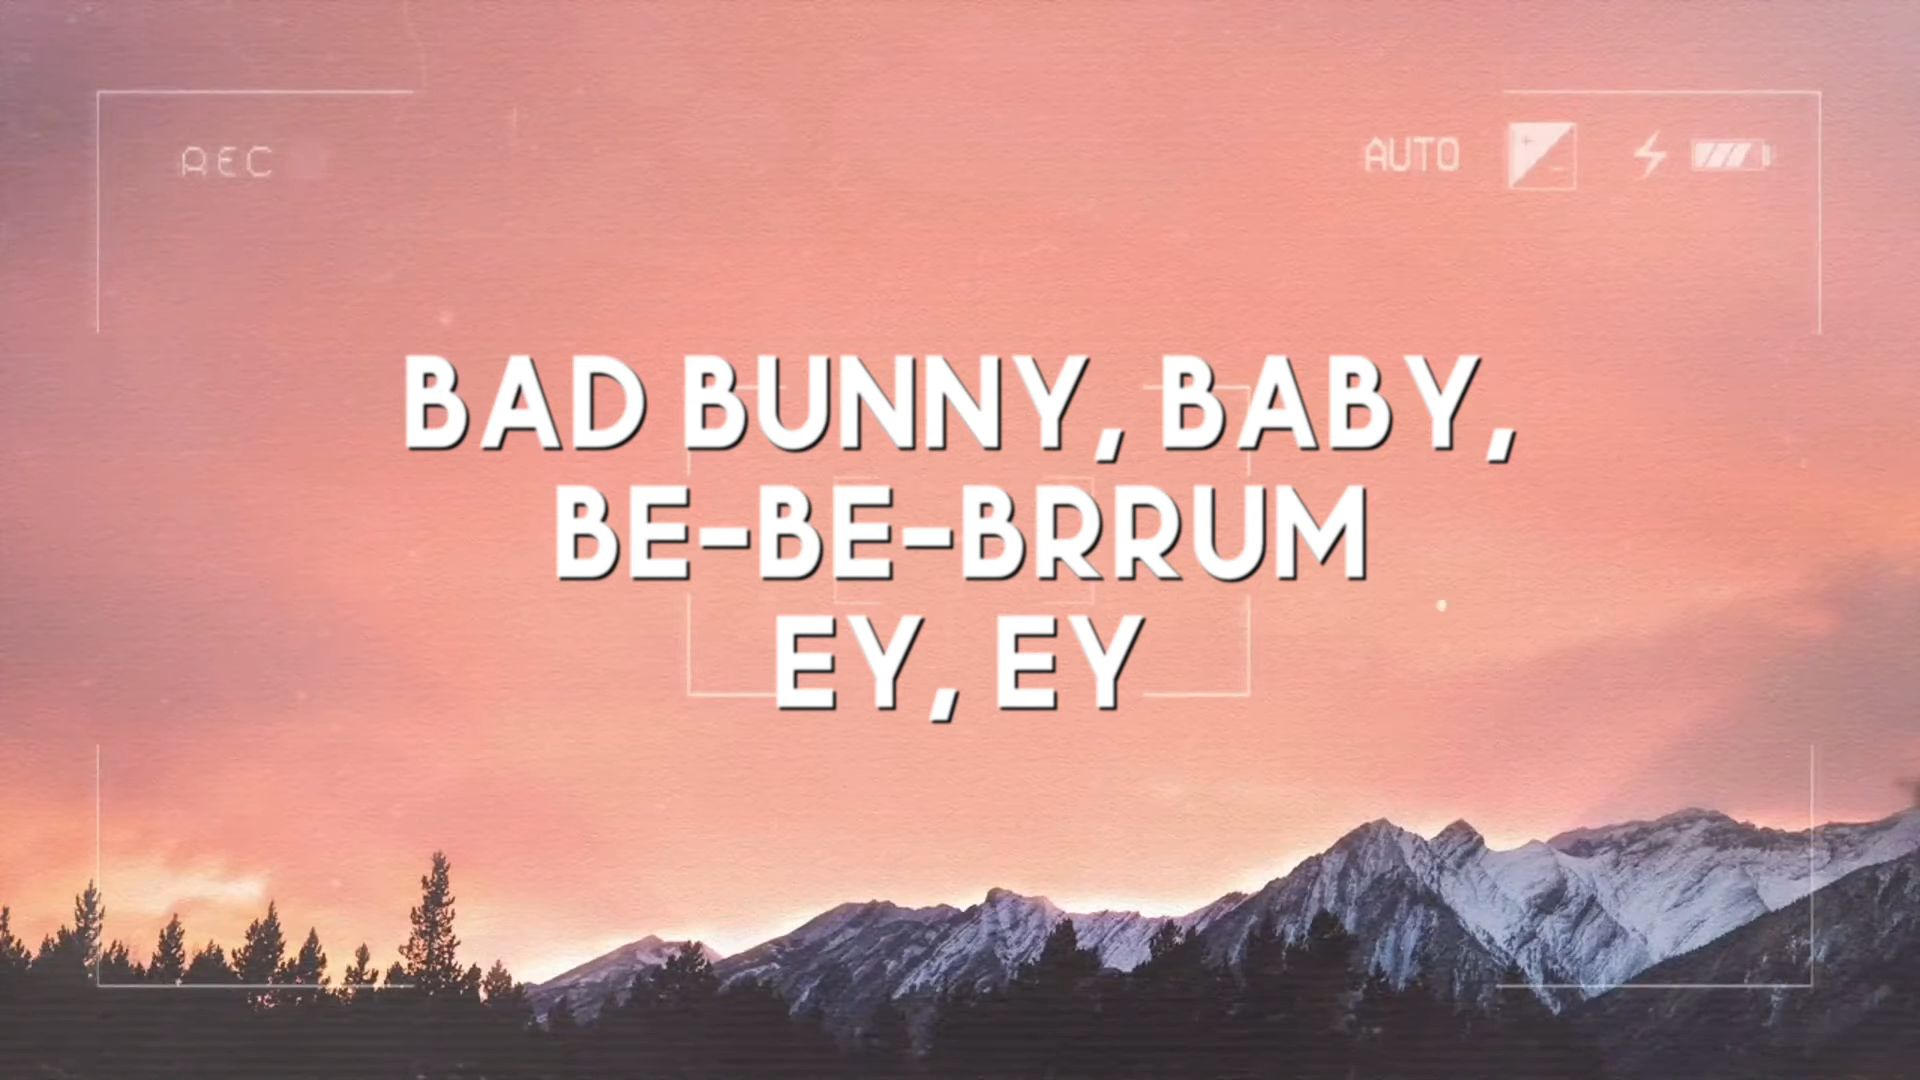 REC
AUTO
BAD BUNNY, BABY,
BE-BE-BRRUM
EY, EY